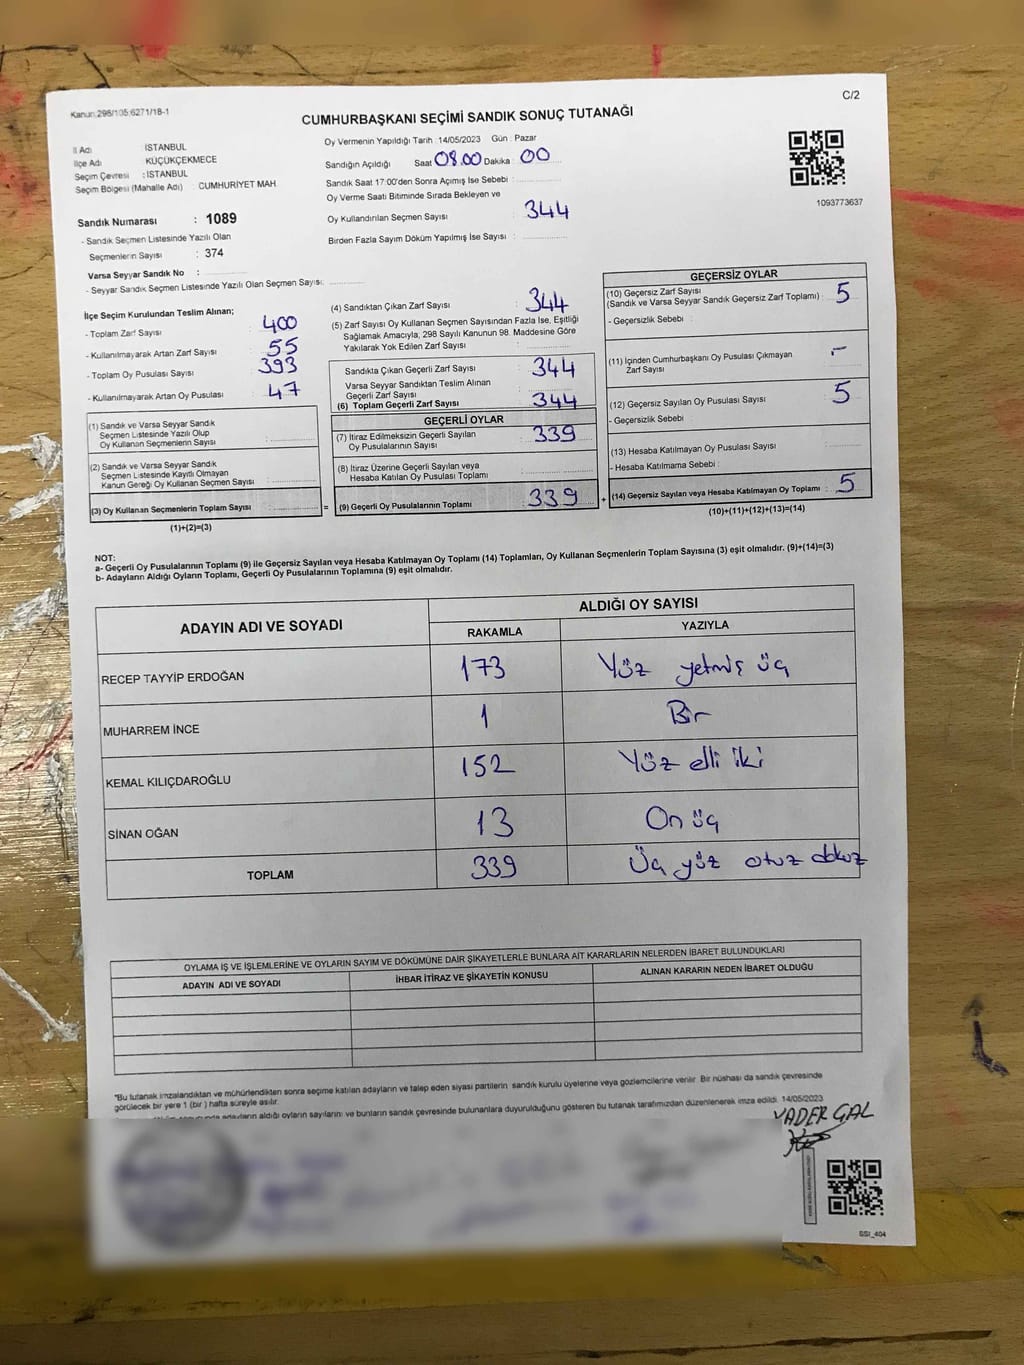 Kanun:298/105;6271/18-1
C/2
CUMHURBAŞKANI SEÇİMİ SANDIK SONUÇ TUTANAĞI
İl Adı İSTANBUL
İlçe Adı KÜÇÜKÇEKMECE
Seçim Çevresi : İSTANBUL
Seçim Bölgesi (Mahalle Adı) : CUMHURİYET MAH
Oy Vermenin Yapıldığı Tarih : 14/05/2023 Gün : Pazar
Sandığın Açıldığı Saat 08.00 Dakika : 00
Sandık Saat 17:00'den Sonra Açımış İse Sebebi :
Oy Verme Saati Bitiminde Sırada Bekleyen ve
Oy Kullandırılan Seçmen Sayısı : 344
Birden Fazla Sayım Döküm Yapılmış İse Sayısı :
1093773637
Sandık Numarası : 1089
- Sandık Seçmen Listesinde Yazılı Olan
Seçmenlerin Sayısı : 374
Varsa Seyyar Sandık No :
- Seyyar Sandık Seçmen Listesinde Yazılı Olan Seçmen Sayısı:
İlçe Seçim Kurulundan Teslim Alınan;
- Toplam Zarf Sayısı : 400
- Kullanılmayarak Artan Zarf Sayısı : 55
- Toplam Oy Pusulası Sayısı : 393
- Kullanılmayarak Artan Oy Pusulası : 47
(1) Sandık ve Varsa Seyyar Sandık
Seçmen Listesinde Yazılı Olup
Oy Kullanan Seçmenlerin Sayısı :
(2) Sandık ve Varsa Seyyar Sandık
Seçmen Listesinde Kayıtlı Olmayan
Kanun Gereği Oy Kullanan Seçmen Sayısı :
(3) Oy Kullanan Seçmenlerin Toplam Sayısı :
(1)+(2)=(3)
(4) Sandıktan Çıkan Zarf Sayısı : 344
(5) Zarf Sayısı Oy Kullanan Seçmen Sayısından Fazla İse, Eşitliği
Sağlamak Amacıyla, 298 Sayılı Kanunun 98. Maddesine Göre
Yakılarak Yok Edilen Zarf Sayısı :
Sandıkta Çıkan Geçerli Zarf Sayısı : 344
Varsa Seyyar Sandıktan Teslim Alınan
Geçerli Zarf Sayısı :
(6) Toplam Geçerli Zarf Sayısı : 344
GEÇERLİ OYLAR
(7) İtiraz Edilmeksizin Geçerli Sayılan
Oy Pusulasının Sayısı : 339
(8) İtiraz Üzerine Geçerli Sayılan veya
Hesaba Katılan Oy Pusulası Toplamı :
= (9) Geçerli Oy Pusulalarının Toplamı : 339
GEÇERSİZ OYLAR
(10) Geçersiz Zarf Sayısı
(Sandık ve Varsa Seyyar Sandık Geçersiz Zarf Toplamı) : 5
- Geçersizlik Sebebi :
(11) İçinden Cumhurbaşkanı Oy Pusulası Çıkmayan
Zarf Sayısı : -
(12) Geçersiz Sayılan Oy Pusulası Sayısı : 5
- Geçersizlik Sebebi :
(13) Hesaba Katılmayan Oy Pusulası Sayısı :
- Hesaba Katılmama Sebebi :
+ (14) Geçersiz Sayılan veya Hesaba Katılmayan Oy Toplamı : 5
(10)+(11)+(12)+(13)=(14)
NOT:
a- Geçerli Oy Pusulalarının Toplamı (9) ile Geçersiz Sayılan veya Hesaba Katılmayan Oy Toplamı (14) Toplamları, Oy Kullanan Seçmenlerin Toplam Sayısına (3) eşit olmalıdır. (9)+(14)=(3)
b- Adayların Aldığı Oyların Toplamı, Geçerli Oy Pusulalarının Toplamına (9) eşit olmalıdır.
ADAYIN ADI VE SOYADI
ALDIĞI OY SAYISI
RAKAMLA YAZIYLA
RECEP TAYYİP ERDOĞAN 173 Yüz yetmiş üç
MUHARREM İNCE 1 Bir
KEMAL KILIÇDAROĞLU 152 Yüz elli iki
SİNAN OĞAN 13 On üç
TOPLAM 339 Üç yüz otuz dokuz
OYLAMA İŞ VE İŞLEMLERİNE VE OYLARIN SAYIM VE DÖKÜMÜNE DAİR ŞİKAYETLERLE BUNLARA AİT KARARLARIN NELERDEN İBARET BULUNDUKLARI
ADAYIN ADI VE SOYADI İHBAR İTİRAZ VE ŞİKAYETİN KONUSU ALINAN KARARIN NEDEN İBARET OLDUĞU
"Bu tutanak imzalandıktan ve mühürlendikten sonra seçime katılan adayların ve talep eden siyasi partilerin sandık kurulu üyelerine veya gözlemcilerine verilir. Bir nüshası da sandık çevresinde
görülecek bir yere 1 (bir ) hafta süreyle asılır.
adayların aldığı oyların sayılarını ve bunların sandık çevresinde bulunanlara duyurulduğunu gösteren bu tutanak tarafımızdan düzenlenerek imza edildi. 14/05/2023
GAL
GSI_404